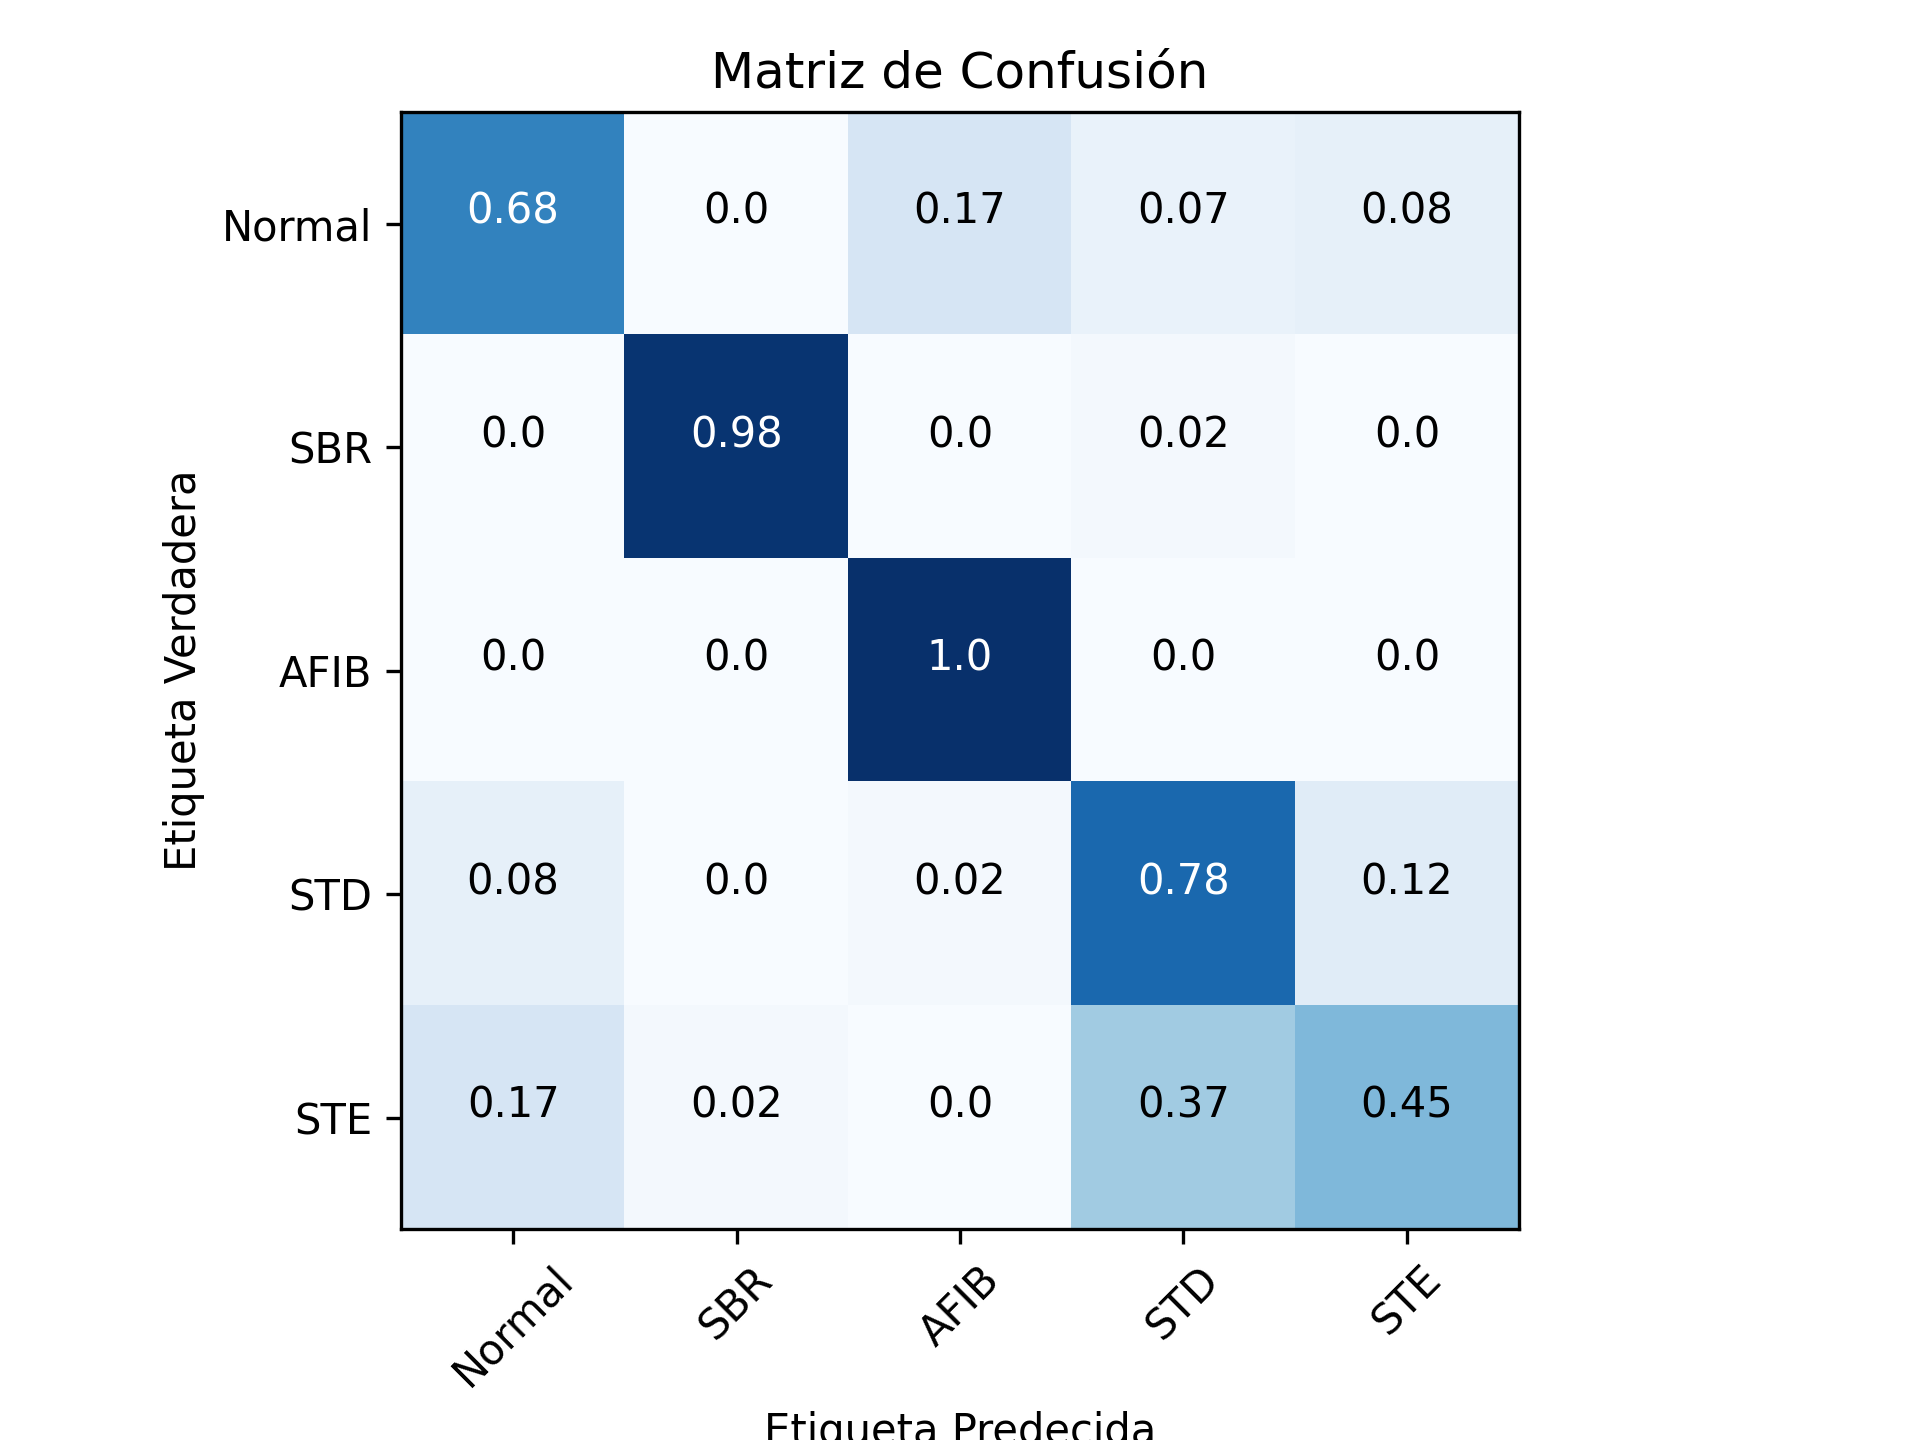 Matriz de Confusión
Normal 0.68 0.0 0.17 0.07 0.08
SBR 0.0 0.98 0.0 0.02 0.0
AFIB 0.0 0.0 1.0 0.0 0.0
STD 0.08 0.0 0.02 0.78 0.12
STE 0.17 0.02 0.0 0.37 0.45
Etiqueta Verdadera
Normal SBR AFIB STD STE
Etiqueta Predecida